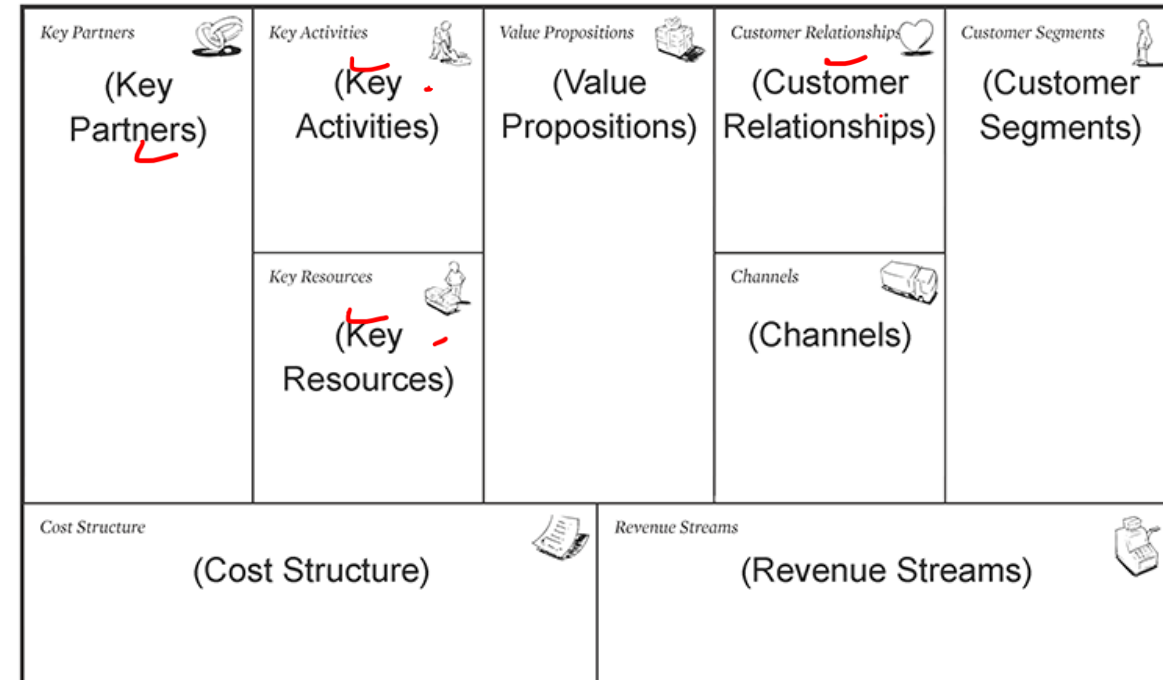 Key Partners
(Key
Partners)
Key Activities
(Key
Activities)
Key Resources
(Key
Resources)
Value Propositions
(Value
Propositions)
Customer Relationships
(Customer
Relationships)
Channels
(Channels)
Customer Segments
(Customer
Segments)
Cost Structure
(Cost Structure)
Revenue Streams
(Revenue Streams)